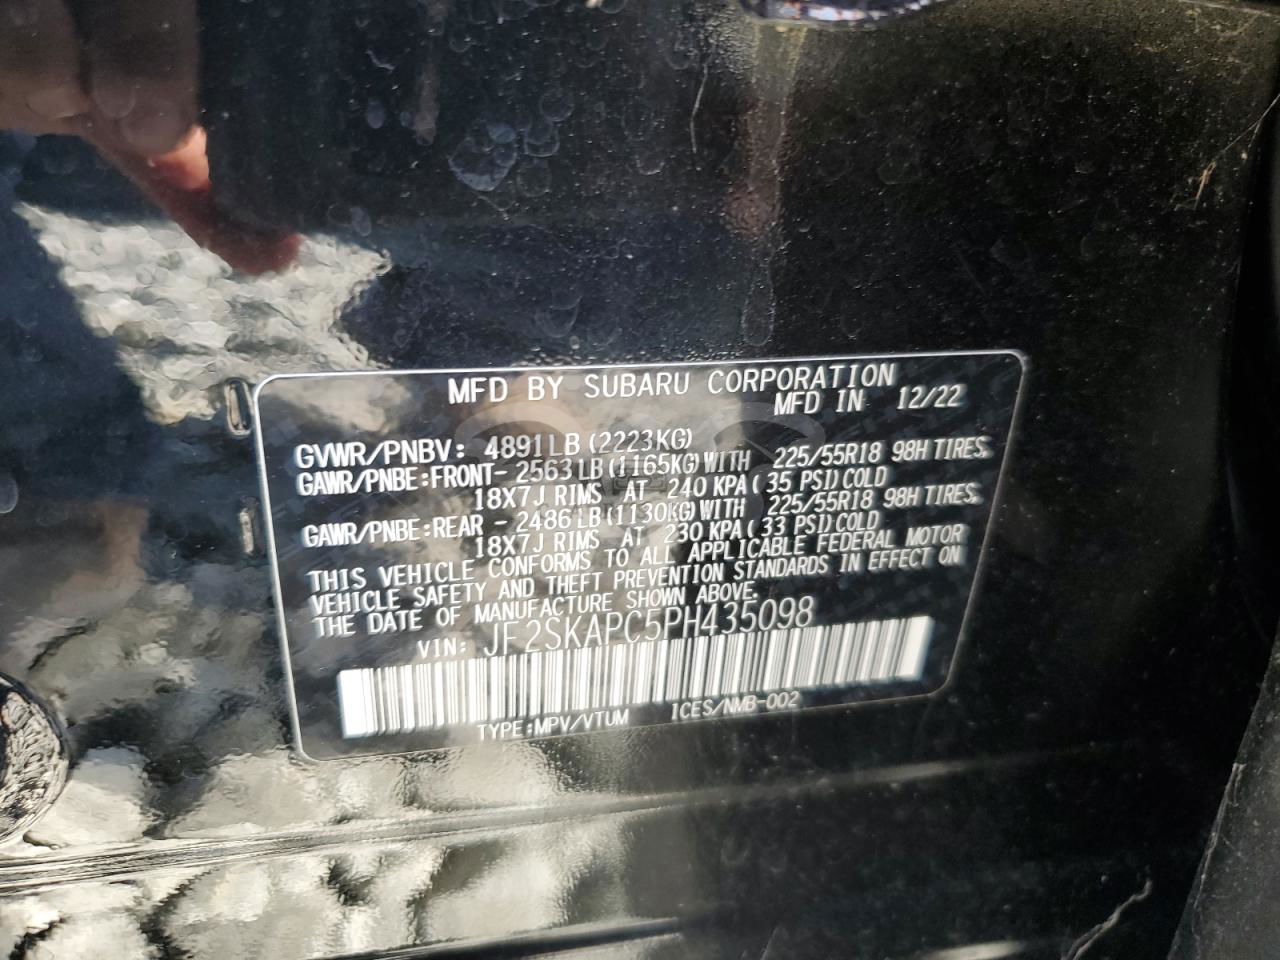 MFD BY SUBARU CORPORATION
MFD IN 12/22
GVWR/PNBV: 4891LB(2223KG)
GAWR/PNBE:FRONT- 2563LB(1165KG)WITH 225/55R18 98H TIRES,
18X7J RIMS AT 240 KPA( 35 PSI)COLD
GAWR/PNBE:REAR - 2486LB(1130KG)WITH 225/55R18 98H TIRES,
18X7J RIMS AT 230 KPA( 33 PSI)COLD
THIS VEHICLE CONFORMS TO ALL APPLICABLE FEDERAL MOTOR
VEHICLE SAFETY AND THEFT PREVENTION STANDARDS IN EFFECT ON
THE DATE OF MANUFACTURE SHOWN ABOVE.
VIN: JF2SKAPC5PH435098
TYPE:MPV/VTUM ICES/NMB-002